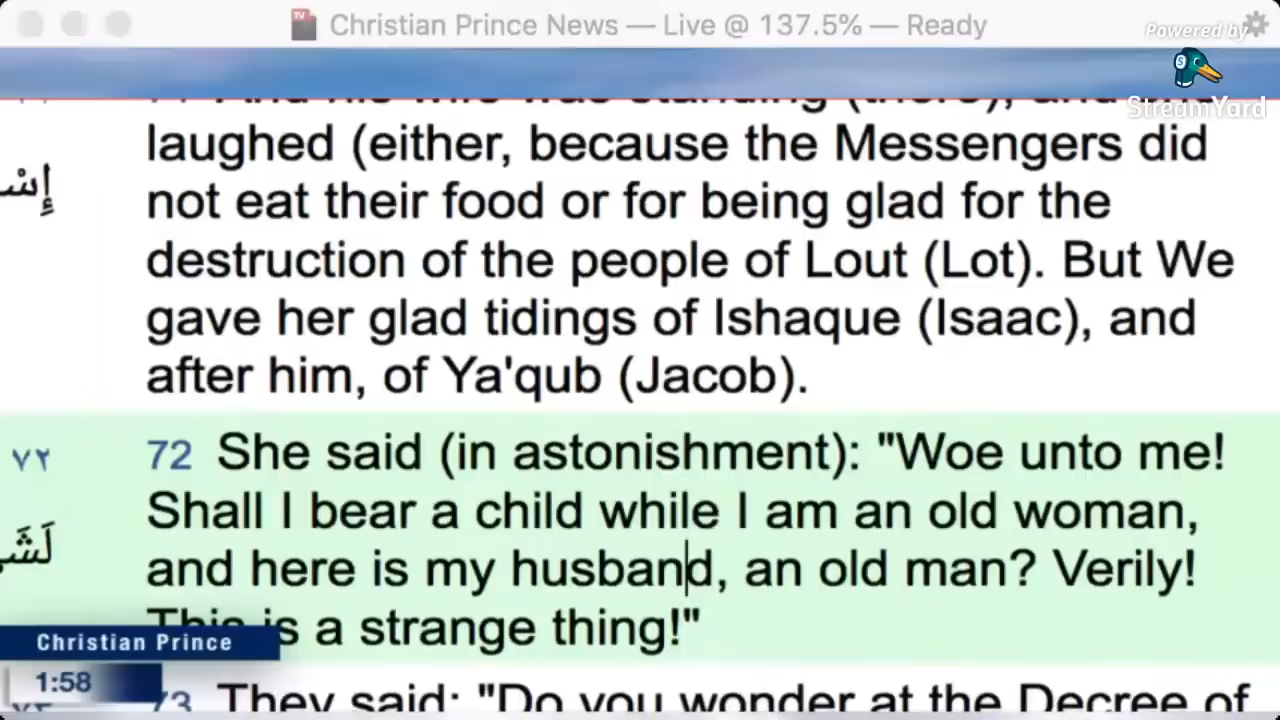 Christian Prince News — Live @ 137.5% — Ready
Powered by
StreamYard
laughed (either, because the Messengers did
not eat their food or for being glad for the
destruction of the people of Lout (Lot). But We
gave her glad tidings of Ishaque (Isaac), and
after him, of Ya'qub (Jacob).
٧٢
72 She said (in astonishment): "Woe unto me!
Shall I bear a child while I am an old woman,
and here is my husband, an old man? Verily!
This is a strange thing!"
Christian Prince
1:58
73 They said: "Do you wonder at the Decree of